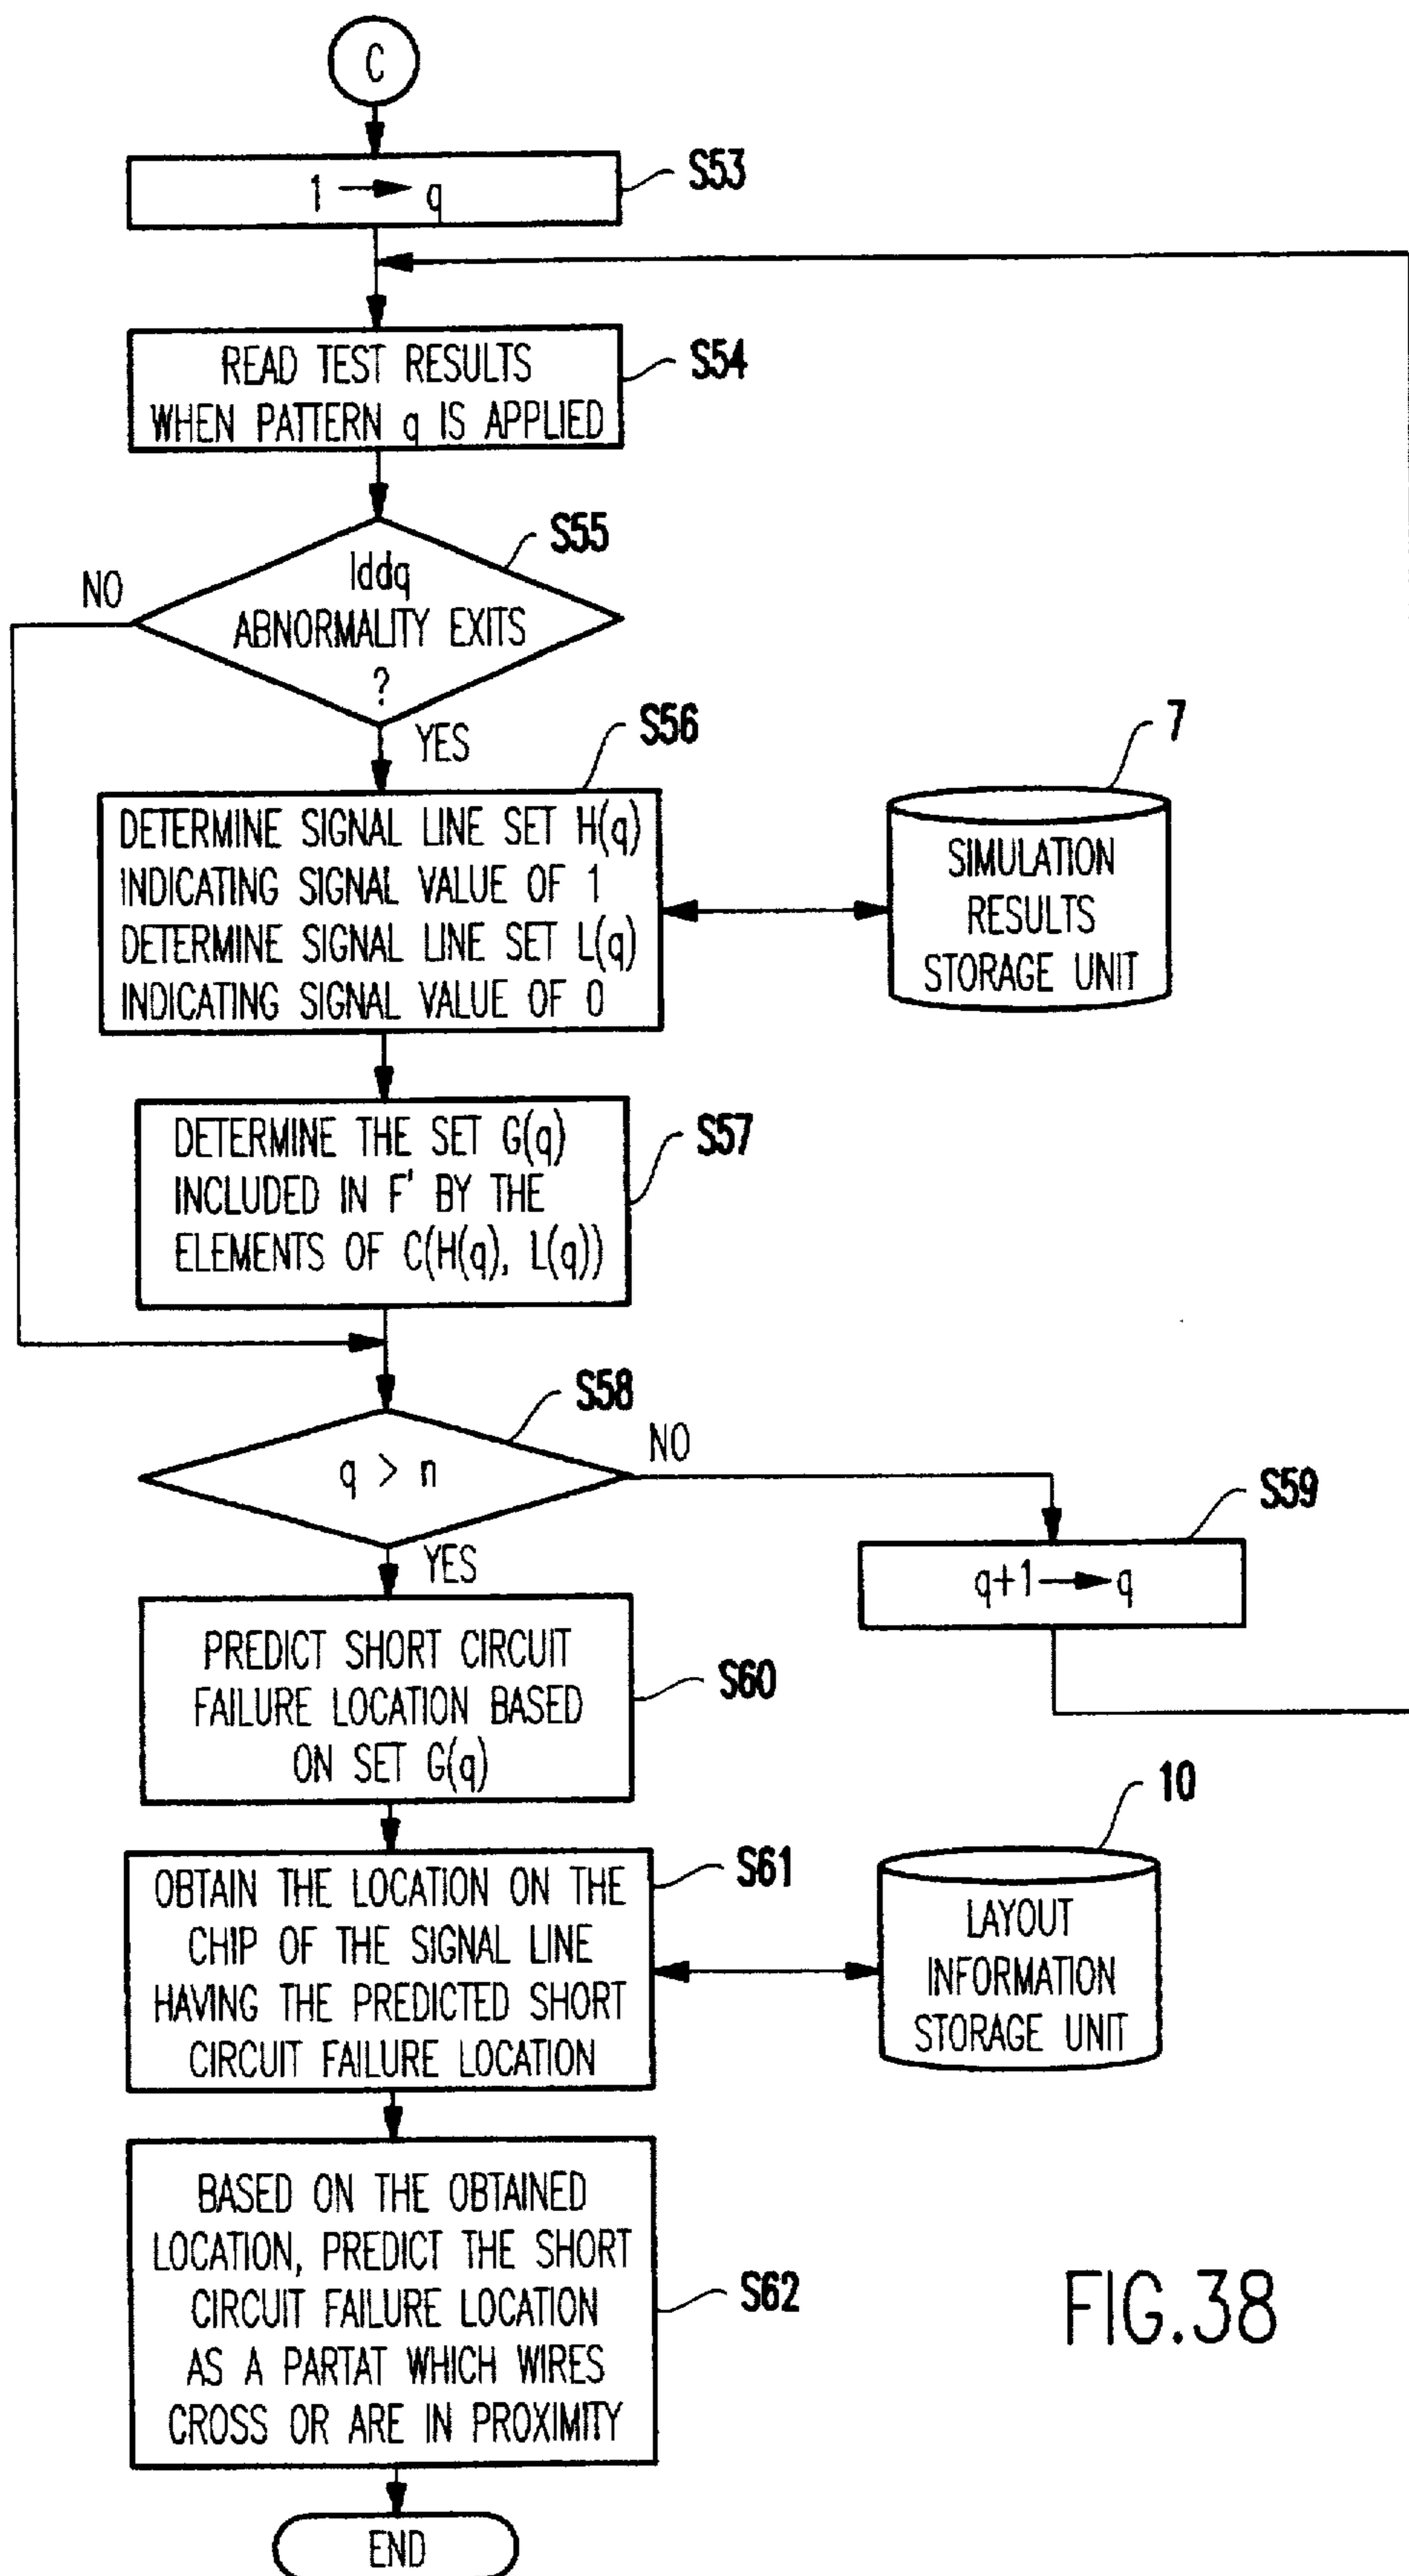 C
S53
1 → q
S54
READ TEST RESULTS
WHEN PATTERN q IS APPLIED
S55
Iddq
ABNORMALITY EXITS
?
NO
YES
S56
DETERMINE SIGNAL LINE SET H(q)
INDICATING SIGNAL VALUE OF 1
DETERMINE SIGNAL LINE SET L(q)
INDICATING SIGNAL VALUE OF 0
7
SIMULATION
RESULTS
STORAGE UNIT
S57
DETERMINE THE SET G(q)
INCLUDED IN F' BY THE
ELEMENTS OF C(H(q), L(q))
S58
q > n
NO
YES
S59
q+1 → q
S60
PREDICT SHORT CIRCUIT
FAILURE LOCATION BASED
ON SET G(q)
S61
OBTAIN THE LOCATION ON THE
CHIP OF THE SIGNAL LINE
HAVING THE PREDICTED SHORT
CIRCUIT FAILURE LOCATION
10
LAYOUT
INFORMATION
STORAGE UNIT
S62
BASED ON THE OBTAINED
LOCATION, PREDICT THE SHORT
CIRCUIT FAILURE LOCATION
AS A PARTAT WHICH WIRES
CROSS OR ARE IN PROXIMITY
END
FIG.38